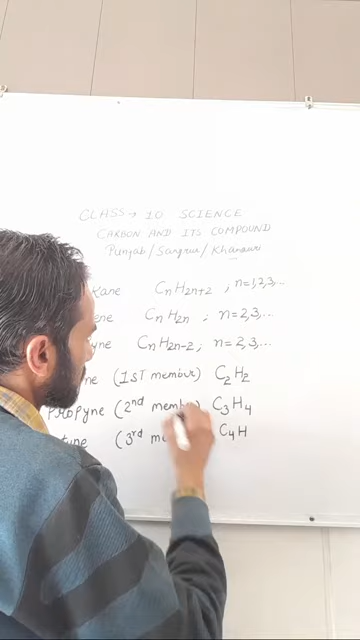 CLASS → 10 SCIENCE
CARBON AND ITS COMPOUND
Punjab/Sangrur/Khanauri
kane CnH2n+2 , n=1,2,3,...
ene CnH2n ; n=2,3,...
yne CnH2n-2; n=2,3...
ne (1ST member) C2H2
Propyne (2nd member) C3H4
tyne (3rd m C4H